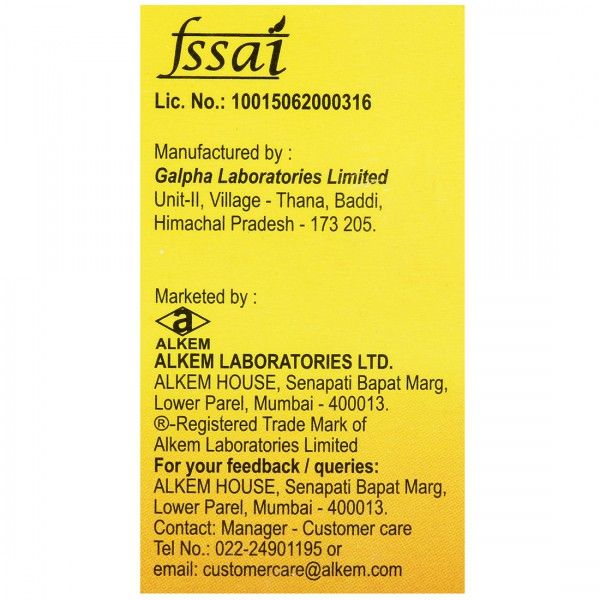 fssai
Lic. No.: 10015062000316
Manufactured by :
Galpha Laboratories Limited
Unit-II, Village - Thana, Baddi,
Himachal Pradesh - 173 205.
Marketed by :
a
ALKEM
ALKEM LABORATORIES LTD.
ALKEM HOUSE, Senapati Bapat Marg,
Lower Parel, Mumbai - 400013.
®-Registered Trade Mark of
Alkem Laboratories Limited
For your feedback / queries:
ALKEM HOUSE, Senapati Bapat Marg,
Lower Parel, Mumbai - 400013.
Contact: Manager - Customer care
Tel No.: 022-24901195 or
email: customercare@alkem.com